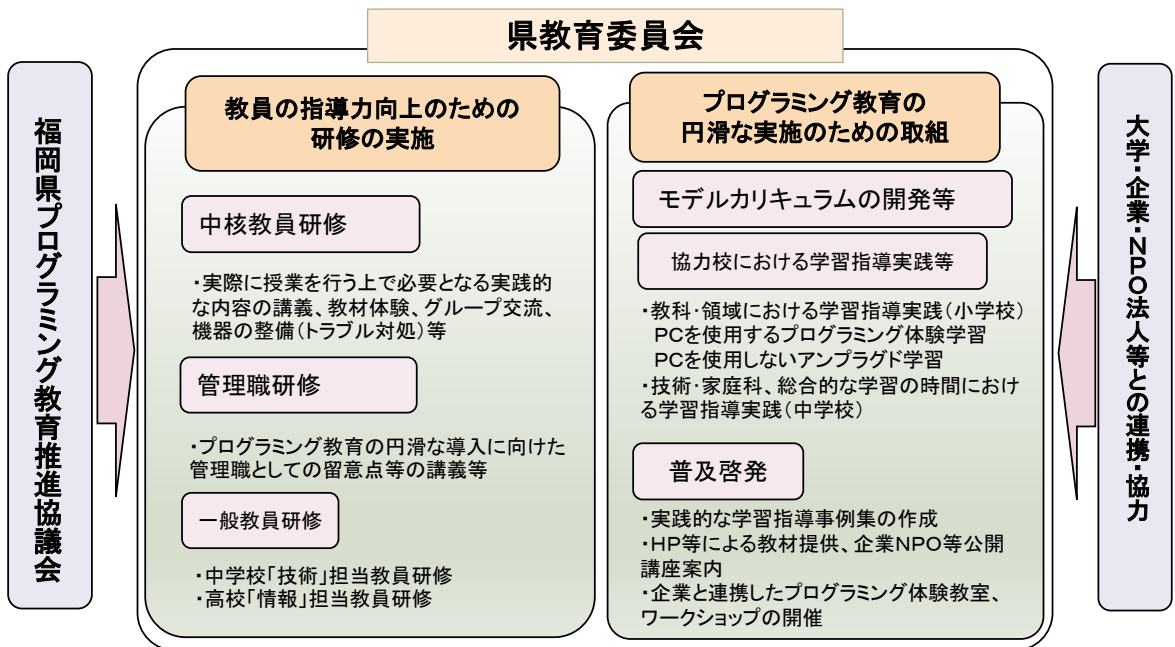 県教育委員会
福岡県プログラミング教育推進協議会
教員の指導力向上のための
研修の実施
中核教員研修
・実際に授業を行う上で必要となる実践的
な内容の講義、教材体験、グループ交流、
機器の整備(トラブル対処)等
管理職研修
・プログラミング教育の円滑な導入に向けた
管理職としての留意点等の講義等
一般教員研修
・中学校「技術」担当教員研修
・高校「情報」担当教員研修
プログラミング教育の
円滑な実施のための取組
モデルカリキュラムの開発等
協力校における学習指導実践等
・教科・領域における学習指導実践(小学校)
PCを使用するプログラミング体験学習
PCを使用しないアンプラグド学習
・技術・家庭科、総合的な学習の時間におけ
る学習指導実践(中学校)
普及啓発
・実践的な学習指導事例集の作成
・HP等による教材提供、企業NPO等公開
講座案内
・企業と連携したプログラミング体験教室、
ワークショップの開催
大学・企業・NPO法人等との連携・協力